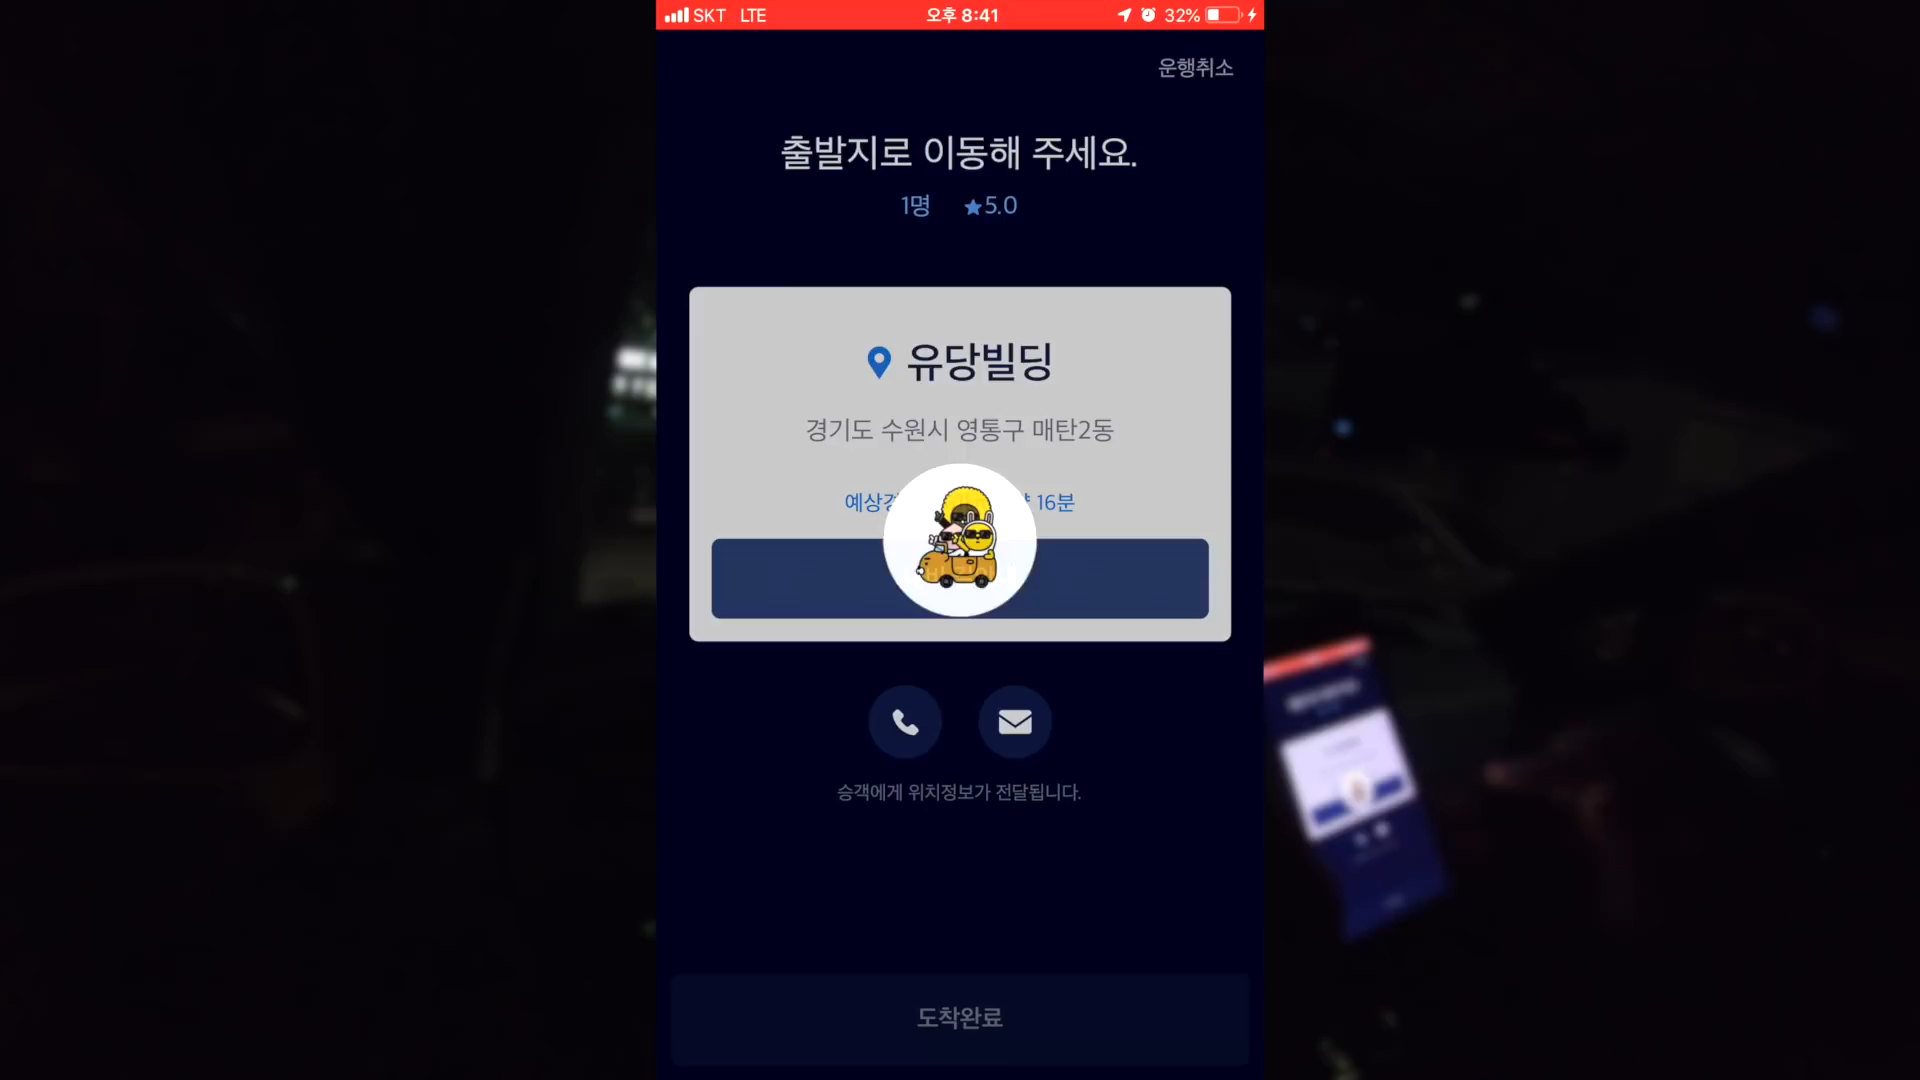 SKT LTE 오후 8:41 32%
운행취소
출발지로 이동해 주세요.
1명 ★5.0
유당빌딩
경기도 수원시 영통구 매탄2동
16분
승객에게 위치정보가 전달됩니다.
도착완료